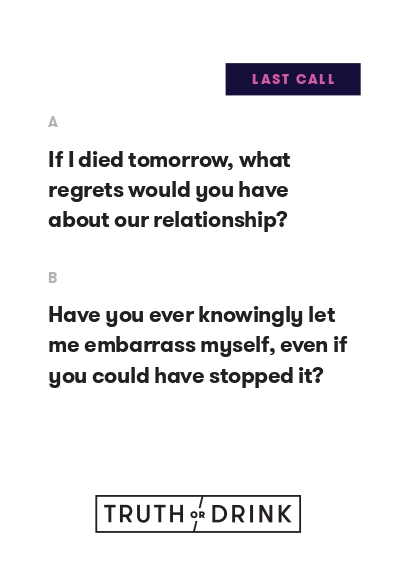 LAST CALL
A
If I died tomorrow, what
regrets would you have
about our relationship?
B
Have you ever knowingly let
me embarrass myself, even if
you could have stopped it?
TRUTH OR DRINK